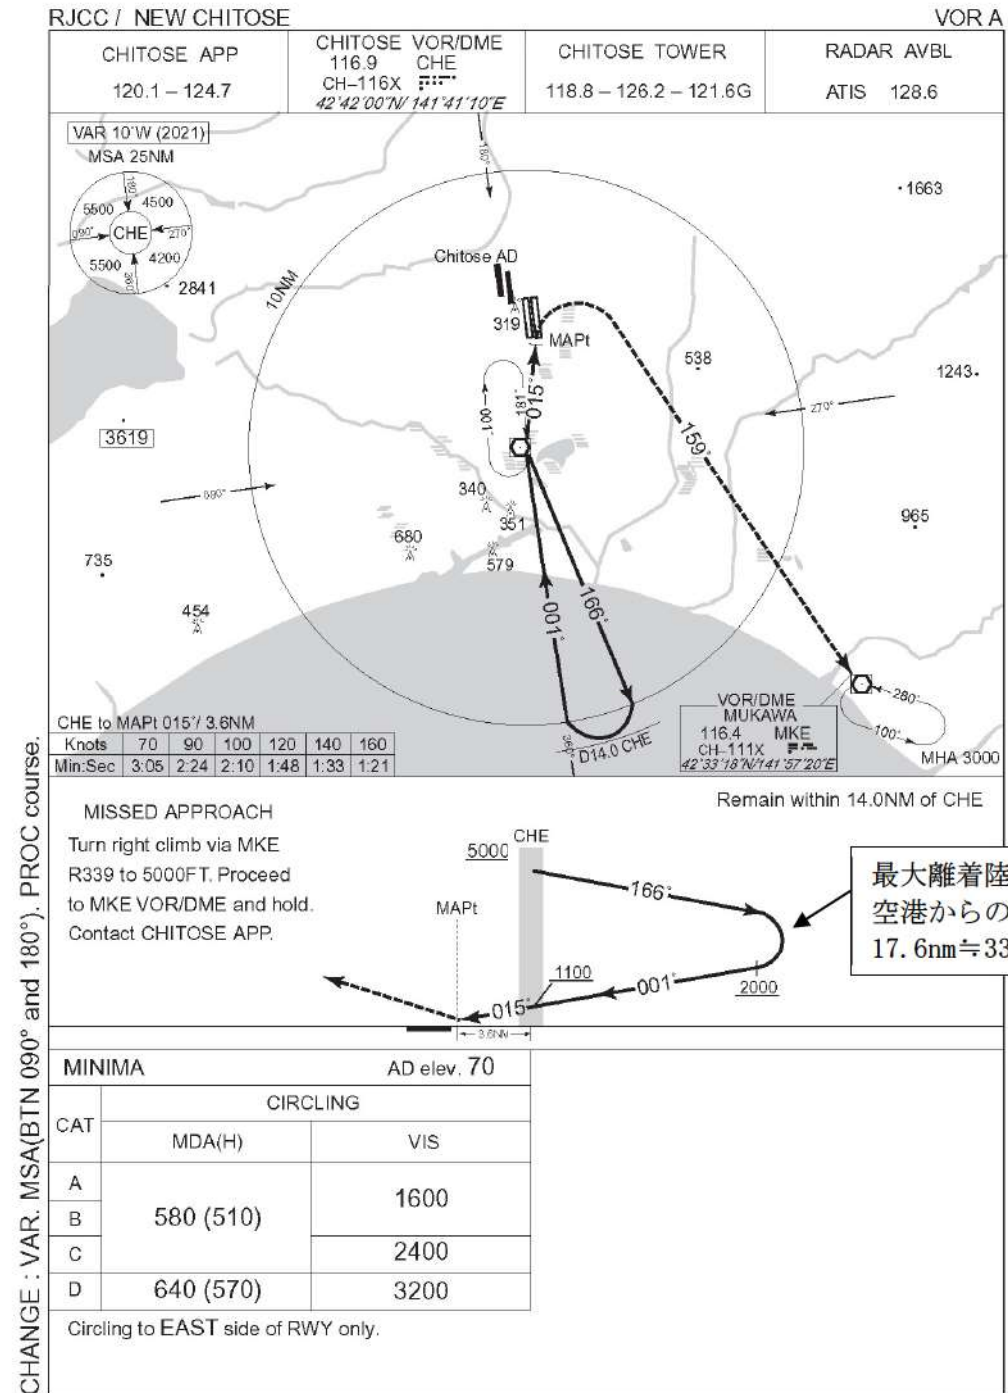 RJCC / NEW CHITOSE
VOR A
CHITOSE APP
120.1 – 124.7
CHITOSE VOR/DME
116.9 CHE
CH–116X
42°42'00"N/ 141°41'10"E
CHITOSE TOWER
118.8 – 126.2 – 121.6G
RADAR AVBL
ATIS 128.6
VAR 10°W (2021)
MSA 25NM
180°
5500
4500
090°
CHE
270°
5500
4200
360°
2841
10NM
180°
1663
Chitose AD
319
MAPt
538
1243
3619
001°
181°
015°
270°
159°
090°
340
351
680
579
965
735
454
001°
166°
VOR/DME
MUKAWA
116.4 MKE
CH–111X
42°33'18"N/141°57'20"E
280°
100°
MHA 3000
360°
D14.0 CHE
CHE to MAPt 015°/ 3.6NM
Knots 70 90 100 120 140 160
Min:Sec 3:05 2:24 2:10 1:48 1:33 1:21
Remain within 14.0NM of CHE
MISSED APPROACH
Turn right climb via MKE
R339 to 5000FT. Proceed
to MKE VOR/DME and hold.
Contact CHITOSE APP.
CHE
5000
166°
MAPt
1100
001°
2000
015°
3.6NM
最大離着陸
空港からの
17.6nm≒33
MINIMA
AD elev. 70
CAT
CIRCLING
MDA(H)
VIS
A
B
580 (510)
1600
C
2400
D
640 (570)
3200
Circling to EAST side of RWY only.
CHANGE : VAR. MSA(BTN 090° and 180°). PROC course.